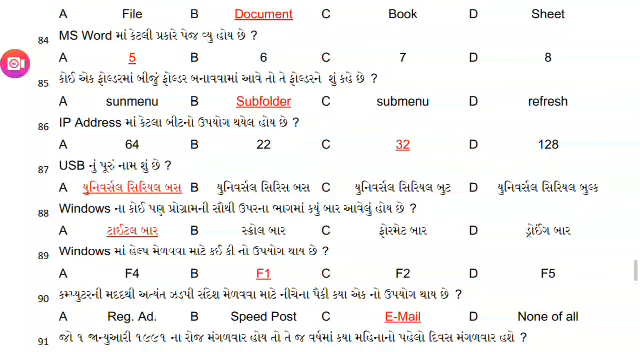 A File B Document C Book D Sheet
84 MS Word માં કેટલી પ્રકારે પેજ વ્યુ હોય છે ?
A 5 B 6 C 7 D 8
85 કોઈ એક ફોલ્ડરમાં બીજું ફોલ્ડર બનાવવામાં આવે તો તે ફોલ્ડરને શું કહે છે ?
A sunmenu B Subfolder C submenu D refresh
86 IP Address માં કેટલા બીટનો ઉપયોગ થયેલ હોય છે ?
A 64 B 22 C 32 D 128
87 USB નું પૂરું નામ શું છે ?
A યુનિવર્સલ સિરિયલ બસ B યુનિવર્સલ સિરિસ બસ C યુનિવર્સલ સિરિયલ બુટ D યુનિવર્સલ સિરિયલ બુલ્ક
88 Windows ના કોઈ પણ પ્રોગ્રામની સૌથી ઉપરના ભાગમાં કયું બાર આવેલું હોય છે ?
A ટાઈટલ બાર B સ્ક્રોલ બાર C ફોરમેટ બાર D ડ્રોઈંગ બાર
89 Windows માં હેલ્પ મેળવવા માટે કઈ કી નો ઉપયોગ થાય છે ?
A F4 B F1 C F2 D F5
90 કમ્પ્યુટરની મદદથી અત્યંત ઝડપી સંદેશ મેળવવા માટે નીચેના પૈકી કયા એક નો ઉપયોગ થાય છે ?
A Reg. Ad. B Speed Post C E-Mail D None of all
91 જો ૧ જાન્યુઆરી ૧૯૯૧ ના રોજ મંગળવાર હોય તો તે જ વર્ષમાં કયા મહિનાનો પહેલો દિવસ મંગળવાર હશે ?